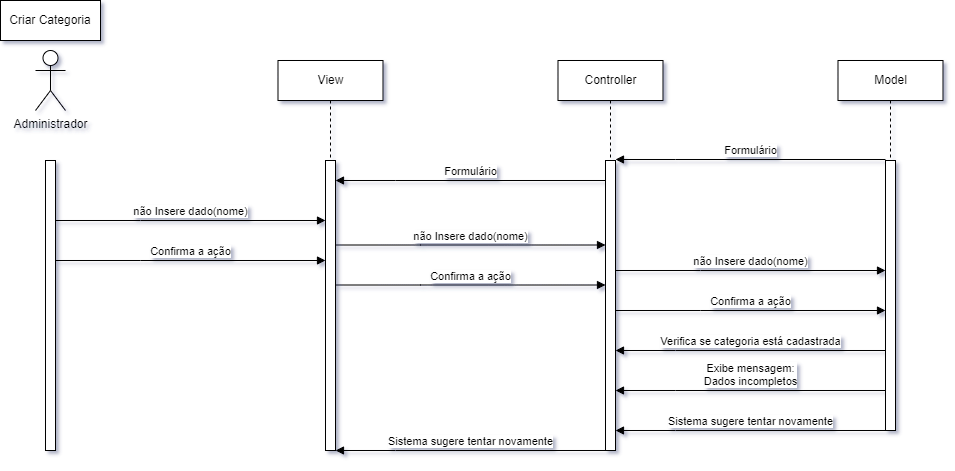 Criar Categoria
Administrador
View
Controller
Model
Formulário
Formulário
não Insere dado(nome)
não Insere dado(nome)
Confirma a ação
não Insere dado(nome)
Confirma a ação
Confirma a ação
Verifica se categoria está cadastrada
Exibe mensagem:
Dados incompletos
Sistema sugere tentar novamente
Sistema sugere tentar novamente